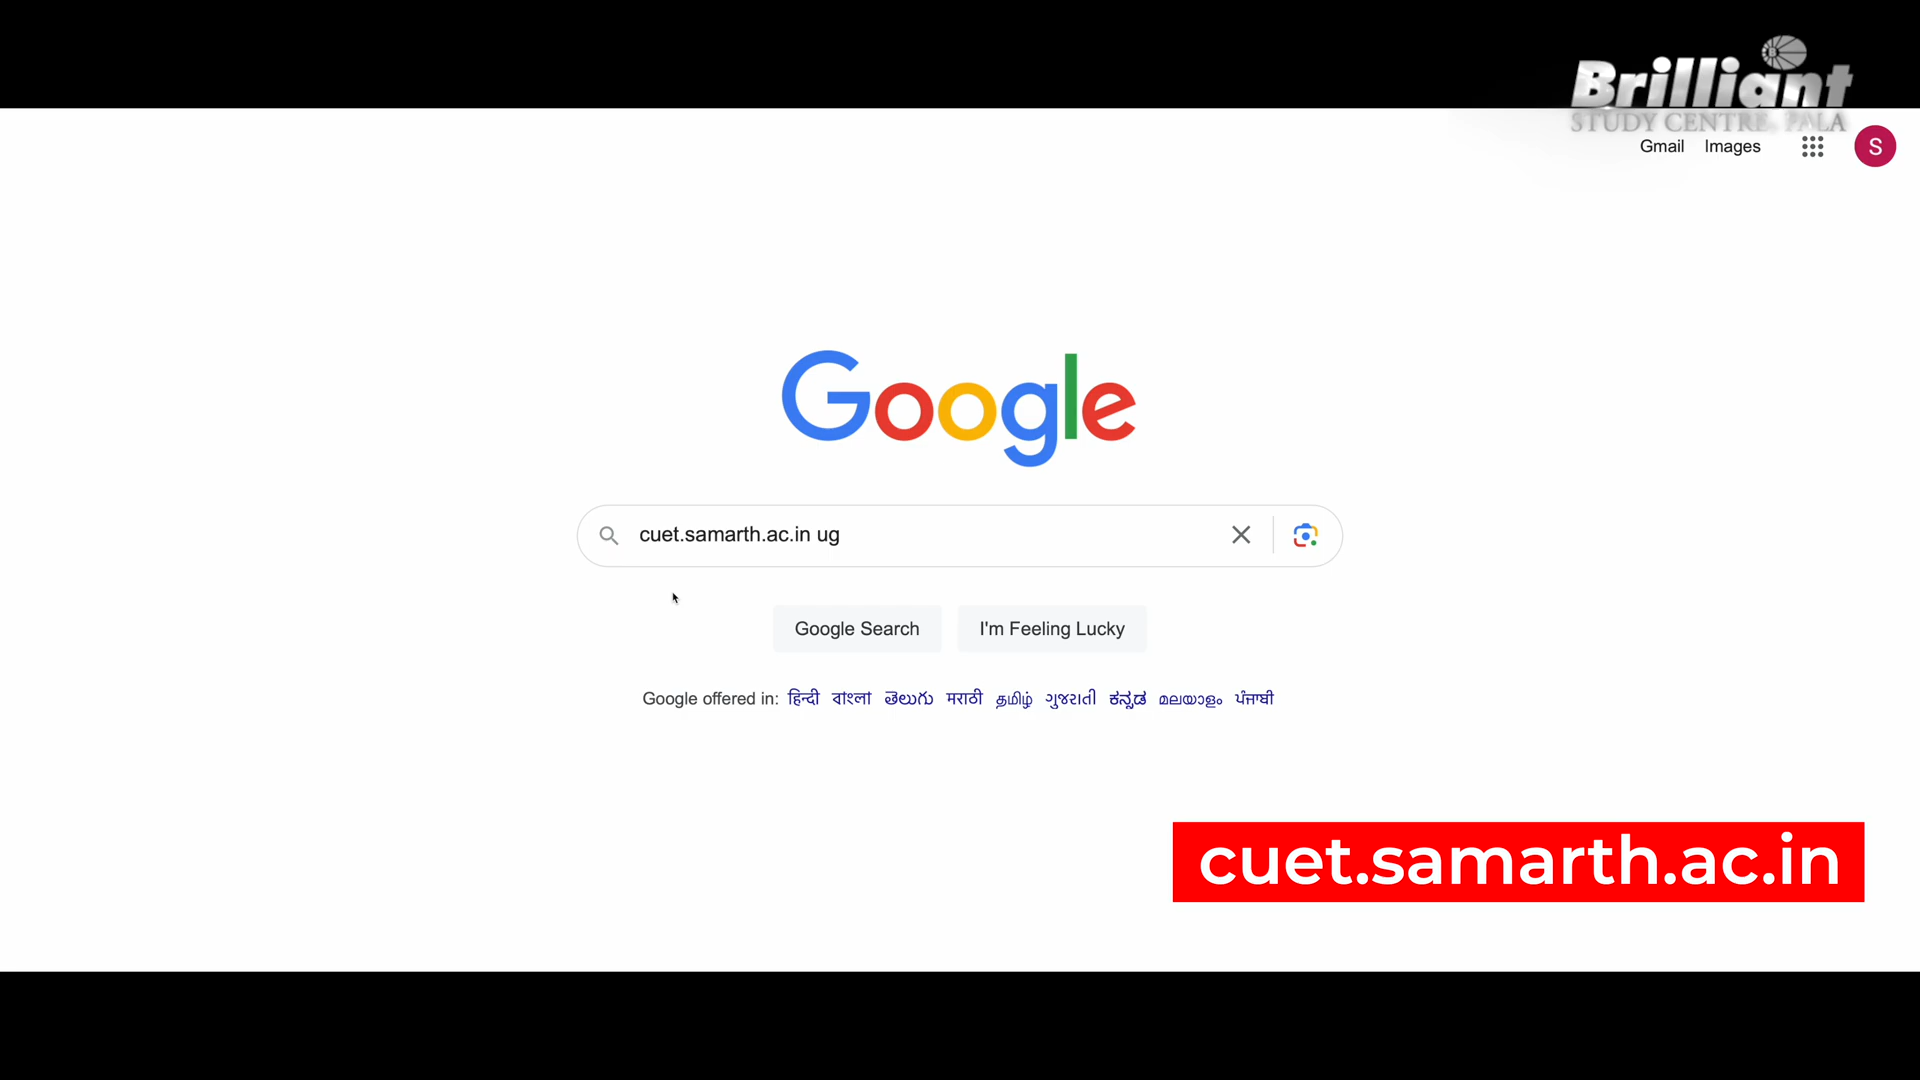 Brilliant
STUDY CENTRE, PALA
Gmail Images
S
Google
cuet.samarth.ac.in ug
Google Search I'm Feeling Lucky
Google offered in: हिन्दी বাংলা తెలుగు मराठी தமிழ் ગુજરાતી ಕನ್ನಡ മലയാളം ਪੰਜਾਬੀ
cuet.samarth.ac.in